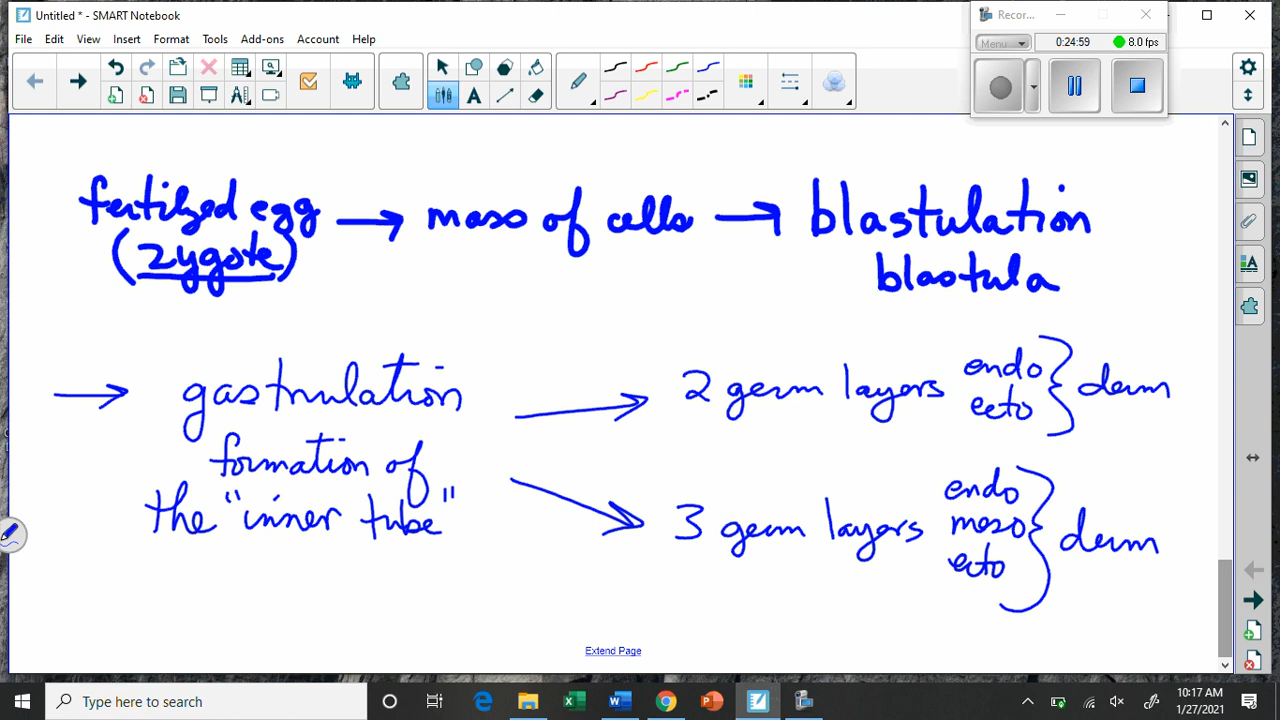 Untitled * - SMART Notebook
Recor...
File Edit View Insert Format Tools Add-ons Account Help
Menu
0:24:59
8.0 fps
fertilized egg → mass of cells → blastulation
(zygote)
blastula
→ gastrulation → 2 germ layers endo ecto } derm
formation of
the "inner tube"
→ 3 germ layers endo meso ecto } derm
Extend Page
Type here to search
10:17 AM
1/27/2021